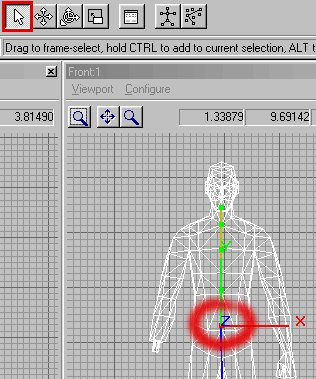 Drag to frame-select, hold CTRL to add to current selection, ALT t
Front:1
Viewport Configure
3.81490 1.33879 9.69142
Y
Z X